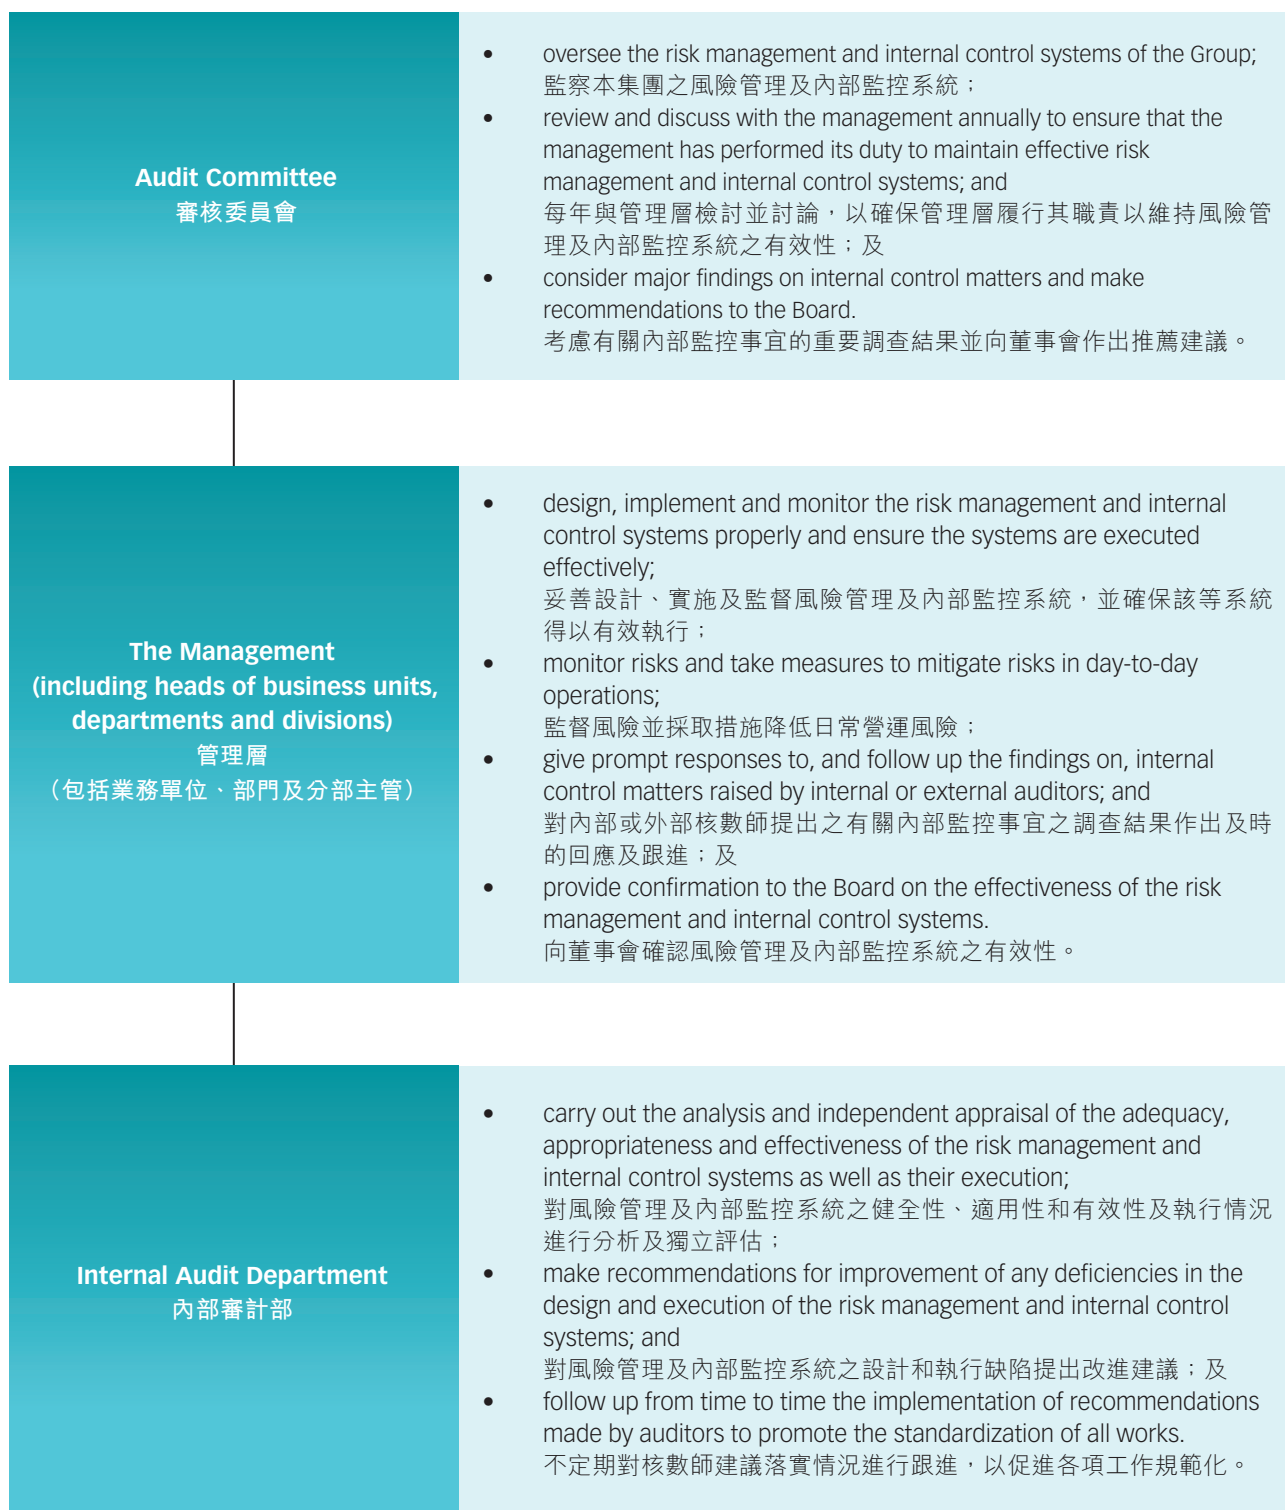 Audit Committee
審核委員會
• oversee the risk management and internal control systems of the Group;
監察本集團之風險管理及內部監控系統；
• review and discuss with the management annually to ensure that the
management has performed its duty to maintain effective risk
management and internal control systems; and
每年與管理層檢討並討論，以確保管理層履行其職責以維持風險管
理及內部監控系統之有效性；及
• consider major findings on internal control matters and make
recommendations to the Board.
考慮有關內部監控事宜的重要調查結果並向董事會作出推薦建議。
The Management
(including heads of business units,
departments and divisions)
管理層
（包括業務單位、部門及分部主管）
• design, implement and monitor the risk management and internal
control systems properly and ensure the systems are executed
effectively;
妥善設計、實施及監督風險管理及內部監控系統，並確保該等系統
得以有效執行；
• monitor risks and take measures to mitigate risks in day-to-day
operations;
監督風險並採取措施降低日常營運風險；
• give prompt responses to, and follow up the findings on, internal
control matters raised by internal or external auditors; and
對內部或外部核數師提出之有關內部監控事宜之調查結果作出及時
的回應及跟進；及
• provide confirmation to the Board on the effectiveness of the risk
management and internal control systems.
向董事會確認風險管理及內部監控系統之有效性。
Internal Audit Department
內部審計部
• carry out the analysis and independent appraisal of the adequacy,
appropriateness and effectiveness of the risk management and
internal control systems as well as their execution;
對風險管理及內部監控系統之健全性、適用性和有效性及執行情況
進行分析及獨立評估；
• make recommendations for improvement of any deficiencies in the
design and execution of the risk management and internal control
systems; and
對風險管理及內部監控系統之設計和執行缺陷提出改進建議；及
• follow up from time to time the implementation of recommendations
made by auditors to promote the standardization of all works.
不定期對核數師建議落實情況進行跟進，以促進各項工作規範化。